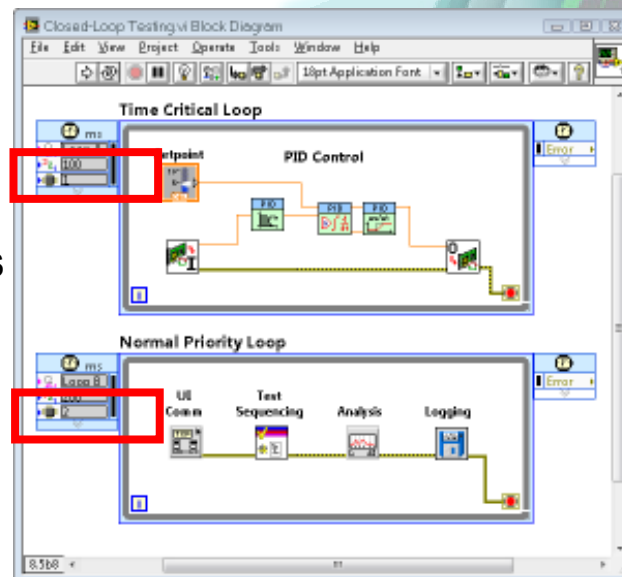 Closed-Loop Testing.vi Block Diagram
File Edit View Project Operate Tools Window Help
18pt Application Font
Time Critical Loop
ms
100
1
PID Control
Error
PID PID PID
I
O
i
s
Normal Priority Loop
ms
Loop B
2
UI Comm
Test Sequencing
Analysis
Logging
Error
i
8.5b8